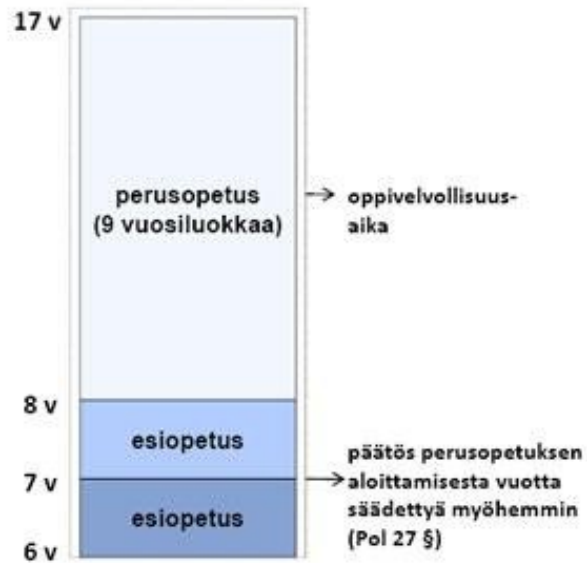 17 v
perusopetus
(9 vuosiluokkaa)
oppivelvollisuus-
aika
8 v
esiopetus
päätös perusopetuksen
aloittamisesta vuotta
säädettyä myöhemmin
(Pol 27 §)
7 v
esiopetus
6 v